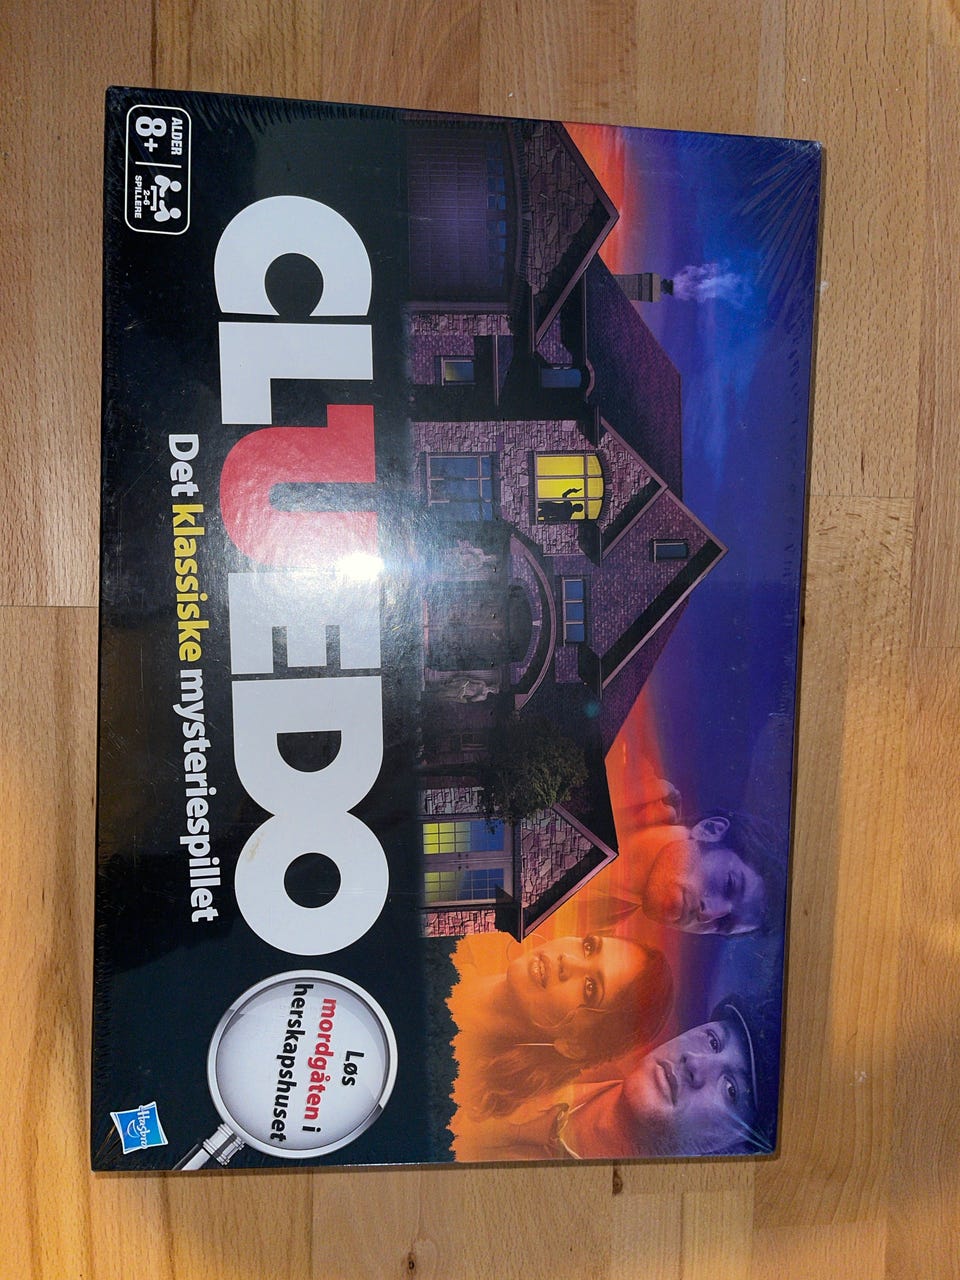 CLUEDO
Det klassiske mysteriespillet
Løs
mordgåten i
herskapshuset
ALDER
8+
2-6
SPILLERE
Hasbro